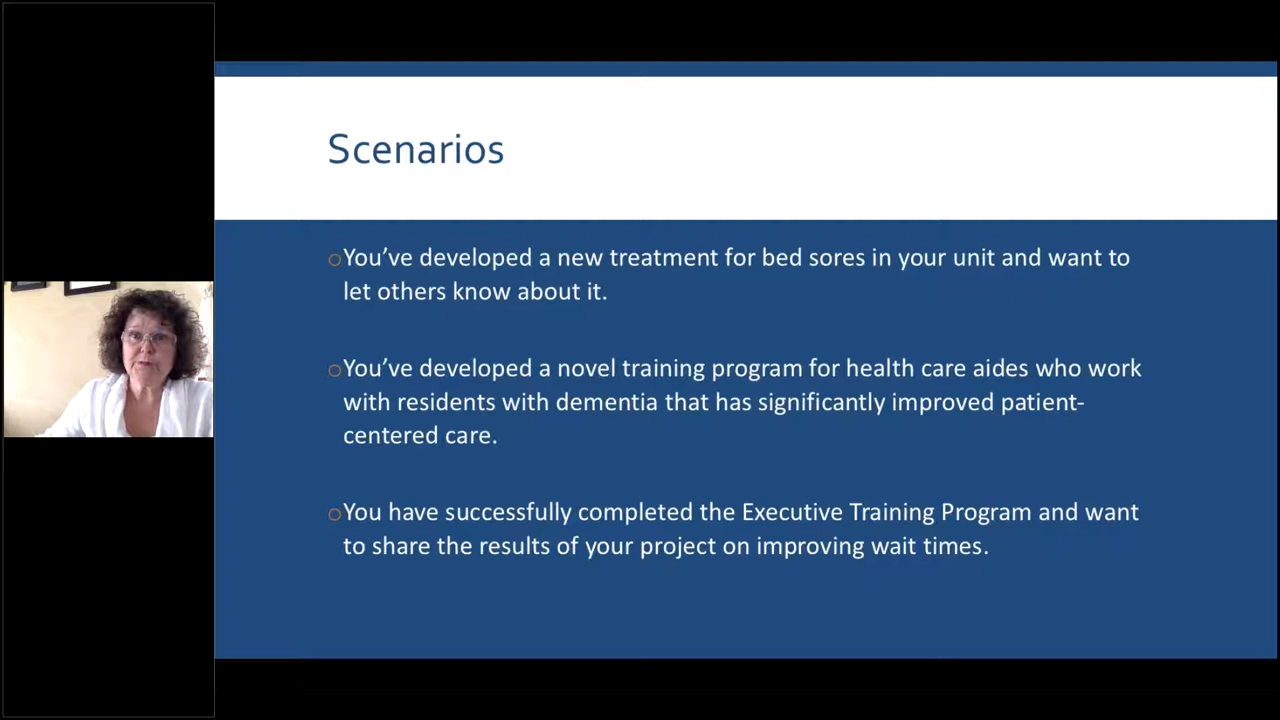 Scenarios
○You've developed a new treatment for bed sores in your unit and want to
let others know about it.
○You've developed a novel training program for health care aides who work
with residents with dementia that has significantly improved patient-
centered care.
○You have successfully completed the Executive Training Program and want
to share the results of your project on improving wait times.